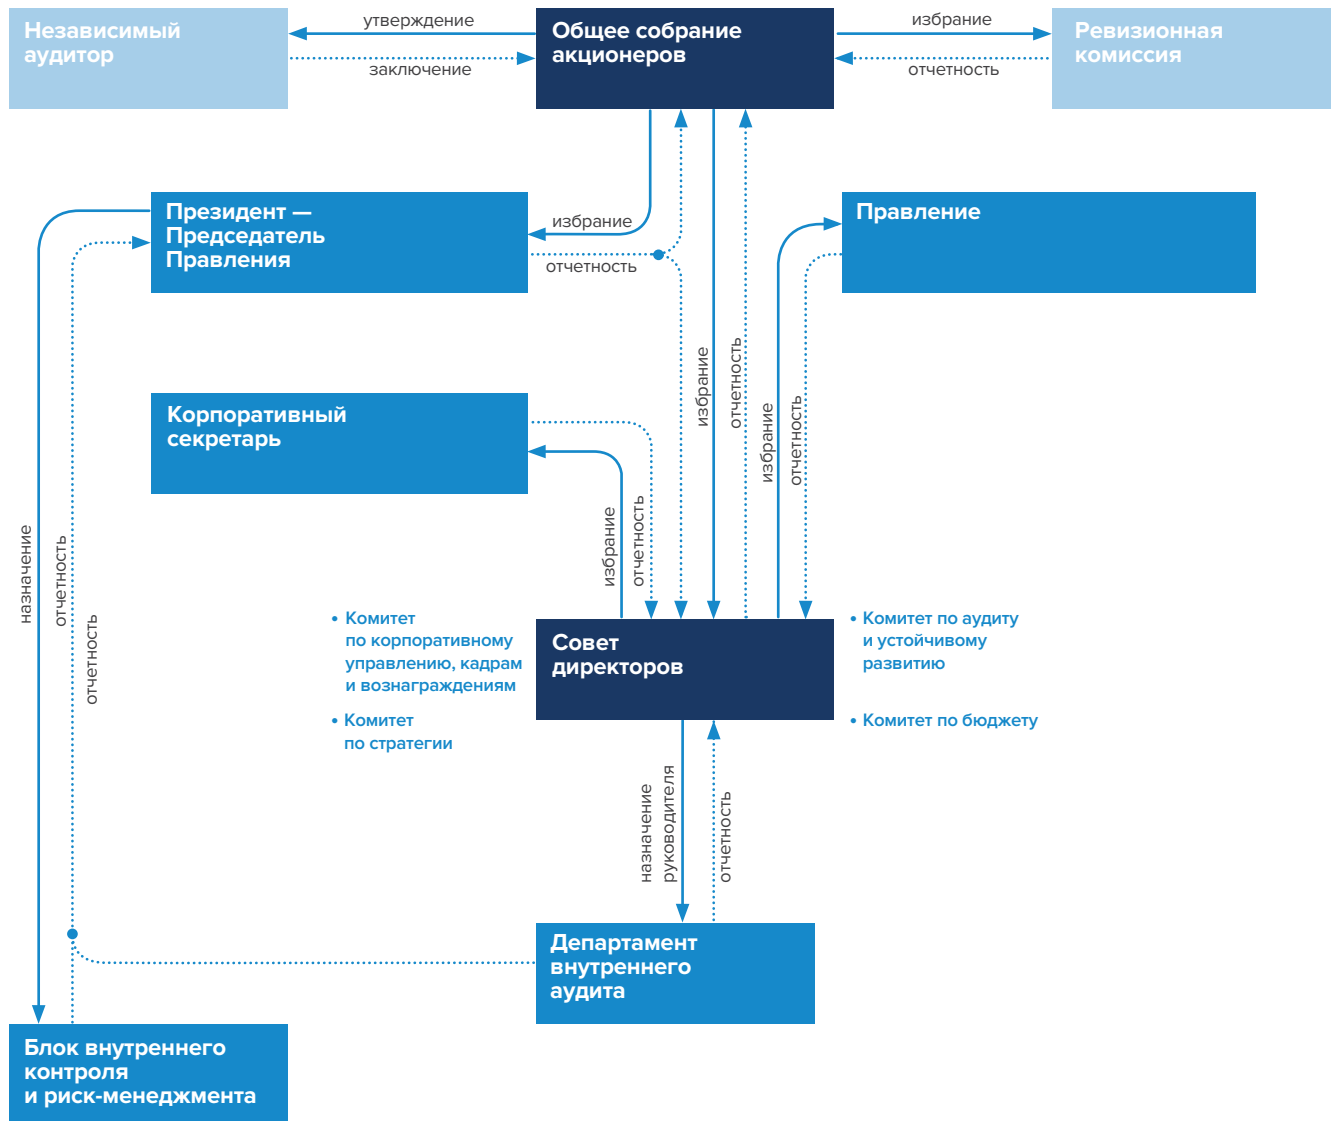 Независимый
аудитор
утверждение
заключение
Общее собрание
акционеров
избрание
отчетность
Ревизионная
комиссия
Президент —
Председатель
Правления
избрание
отчетность
Правление
избрание
отчетность
избрание
отчетность
Корпоративный
секретарь
избрание
отчетность
назначение
отчетность
отчетность
• Комитет
по корпоративному
управлению, кадрам
и вознаграждениям
• Комитет
по стратегии
Совет
директоров
• Комитет по аудиту
и устойчивому
развитию
• Комитет по бюджету
назначение
руководителя
отчетность
Департамент
внутреннего
аудита
Блок внутреннего
контроля
и риск-менеджмента